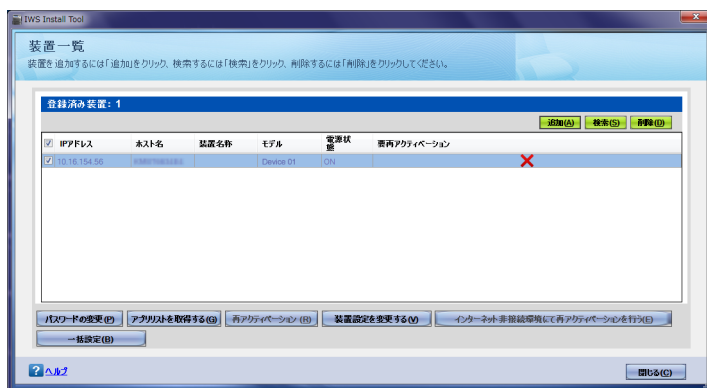 IWS Install Tool
装置一覧
装置を追加するには「追加」をクリック、検索するには「検索」をクリック、削除するには「削除」をクリックしてください。
登録済み装置: 1
追加(A) 検索(S) 削除(D)
IPアドレス ホスト名 装置名称 モデル 電源状態 要再アクティベーション
10.16.154.56 Device 01 ON
パスワードの変更(P) アプリリストを取得する(G) 再アクティベーション (R) 装置設定を変更する(V) インターネット非接続環境にて再アクティベーションを行う(E)
一括設定(B)
ヘルプ 閉じる(C)